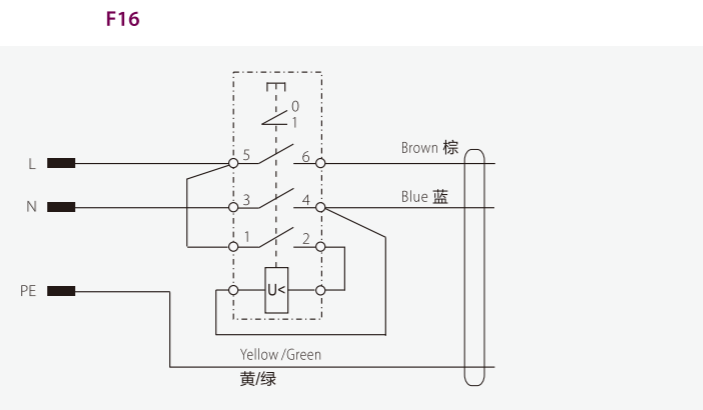 F16
0
1
5
6
Brown 棕
L
3
4
Blue 蓝
N
1
2
U<
PE
Yellow/Green
黄/绿